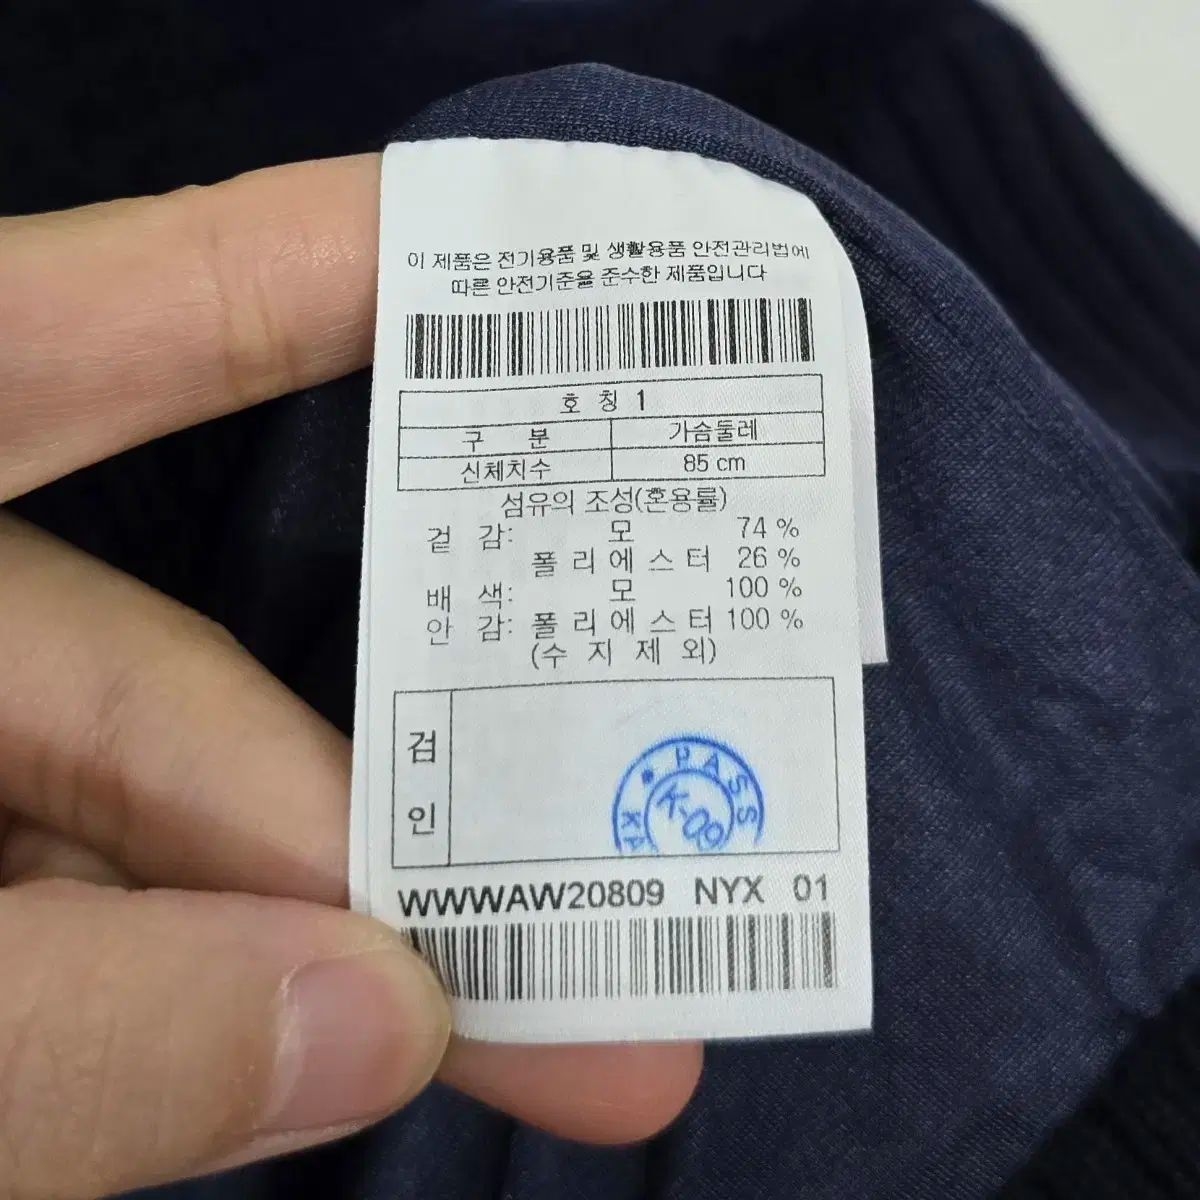 이 제품은 전기용품 및 생활용품 안전관리법에
따른 안전기준을 준수한 제품입니다
호 칭 1
구 분 가슴둘레
신체치수 85 cm
섬유의 조성(혼용률)
겉 감: 모 74 %
폴 리 에 스 터 26 %
배 색: 모 100 %
안 감: 폴 리 에 스 터 100 %
(수 지 제 외)
검
인
PASS
K-09
WWWAW20809 NYX 01